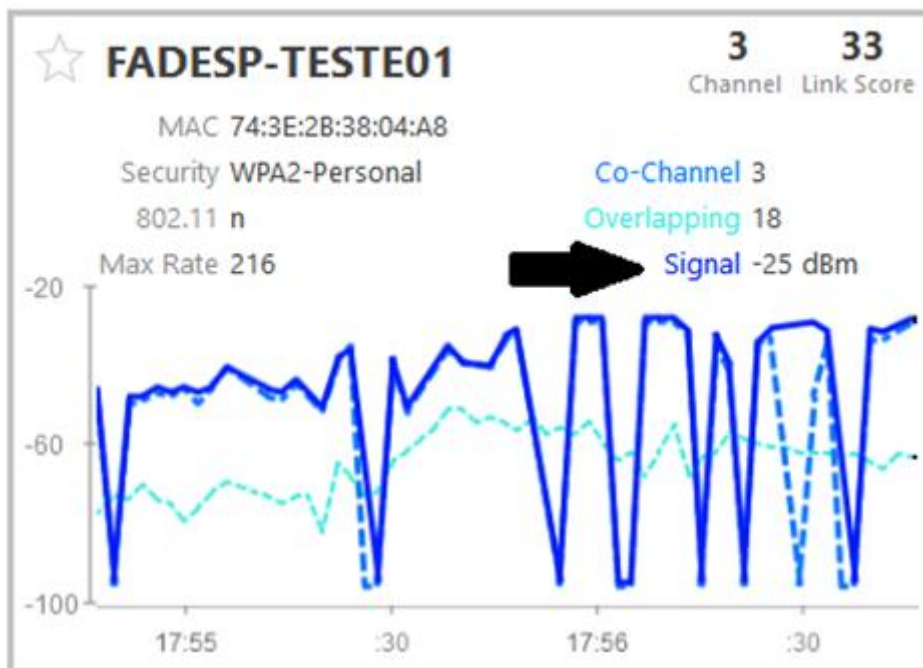 FADESP-TESTE01
3 33
Channel Link Score
MAC 74:3E:2B:38:04:A8
Security WPA2-Personal
Co-Channel 3
802.11 n
Overlapping 18
Max Rate 216
Signal -25 dBm
-20
-60
-100
17:55 :30 17:56 :30